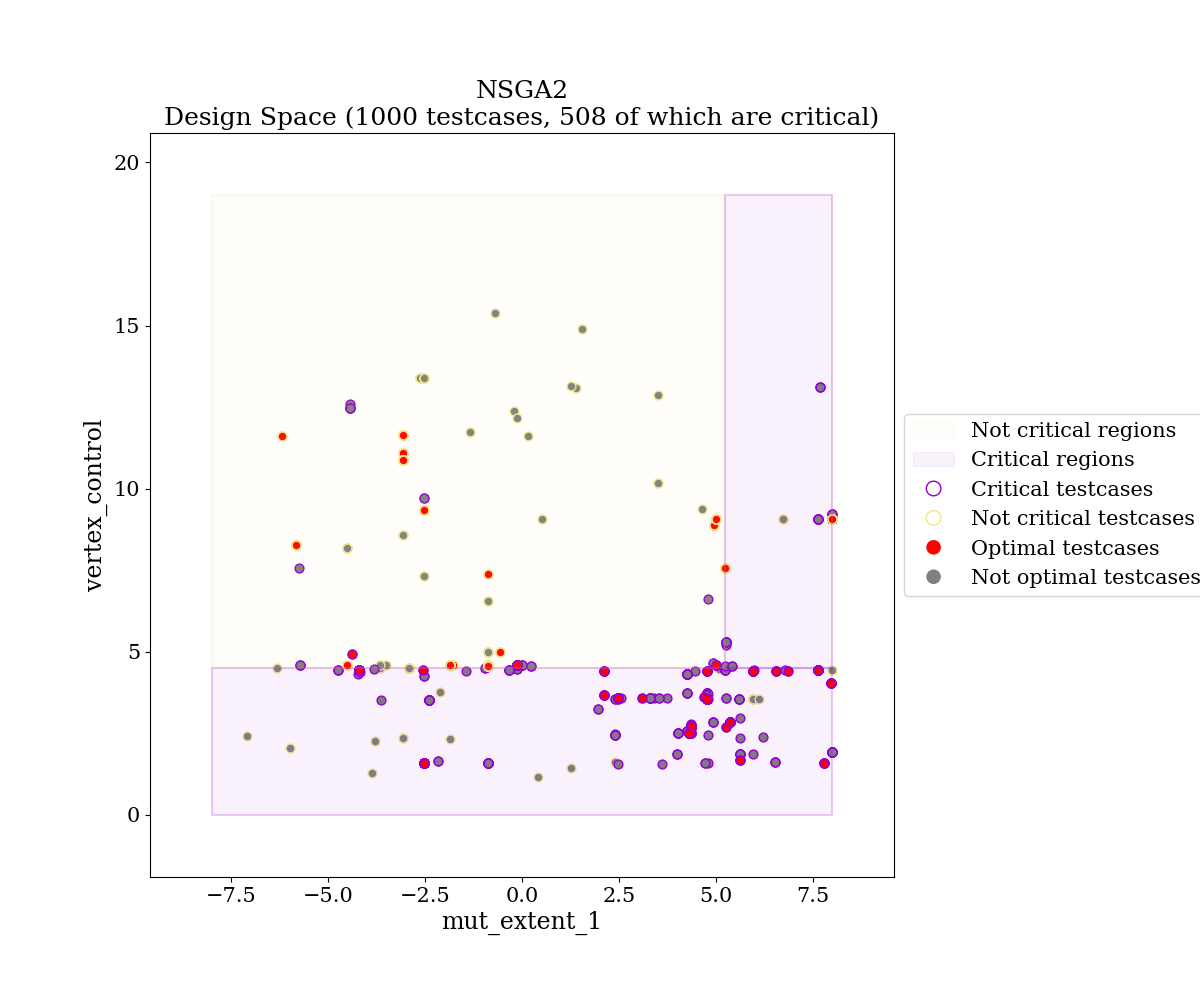 NSGA2
Design Space (1000 testcases, 508 of which are critical)
20
15
10
5
0
vertex_control
−7.5
−5.0
−2.5
0.0
2.5
5.0
7.5
mut_extent_1
Not critical regions
Critical regions
Critical testcases
Not critical testcases
Optimal testcases
Not optimal testcases